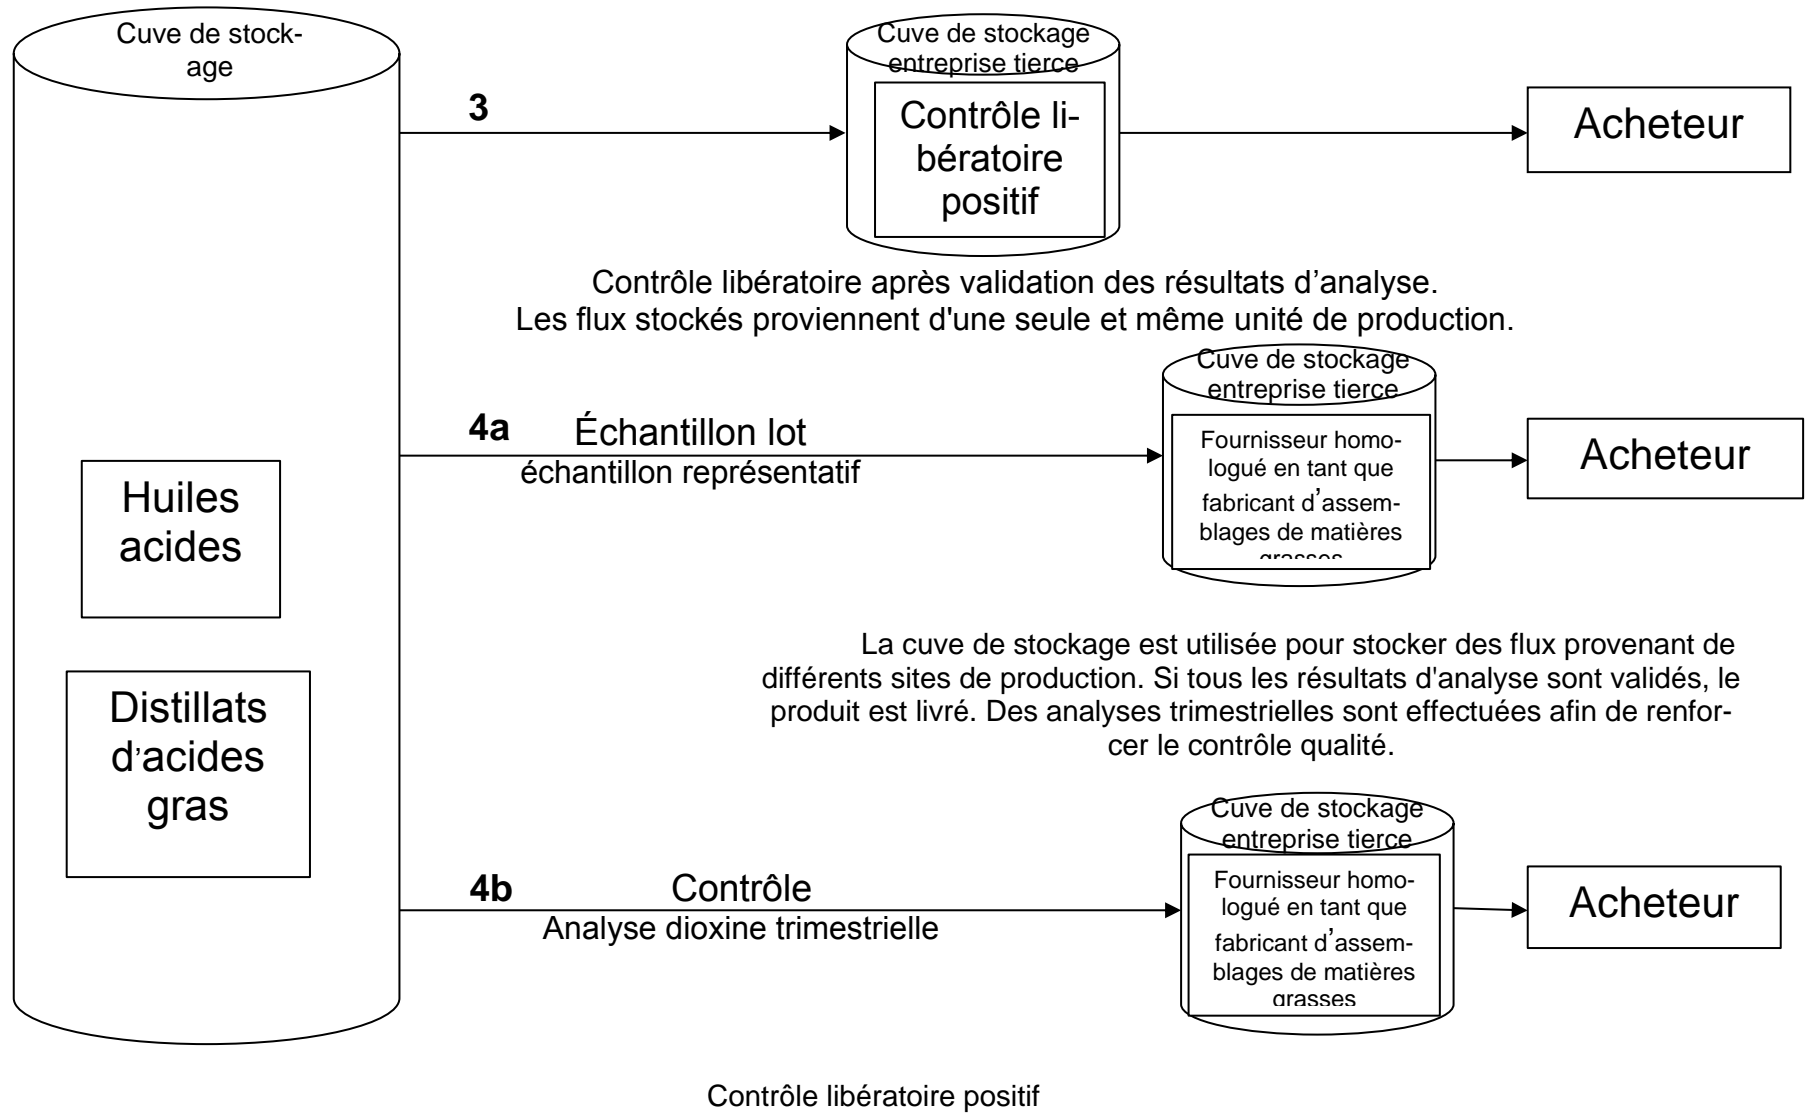 Cuve de stock-
age
Huiles
acides
Distillats
d'acides
gras
3
Cuve de stockage
entreprise tierce
Contrôle li-
bératoire
positif
Acheteur
Contrôle libératoire après validation des résultats d’analyse.
Les flux stockés proviennent d'une seule et même unité de production.
4a
Échantillon lot
échantillon représentatif
Cuve de stockage
entreprise tierce
Fournisseur homo-
logué en tant que
fabricant d’assem-
blages de matières
grasses
Acheteur
La cuve de stockage est utilisée pour stocker des flux provenant de
différents sites de production. Si tous les résultats d'analyse sont validés, le
produit est livré. Des analyses trimestrielles sont effectuées afin de renfor-
cer le contrôle qualité.
4b
Contrôle
Analyse dioxine trimestrielle
Cuve de stockage
entreprise tierce
Fournisseur homo-
logué en tant que
fabricant d’assem-
blages de matières
grasses
Acheteur
Contrôle libératoire positif